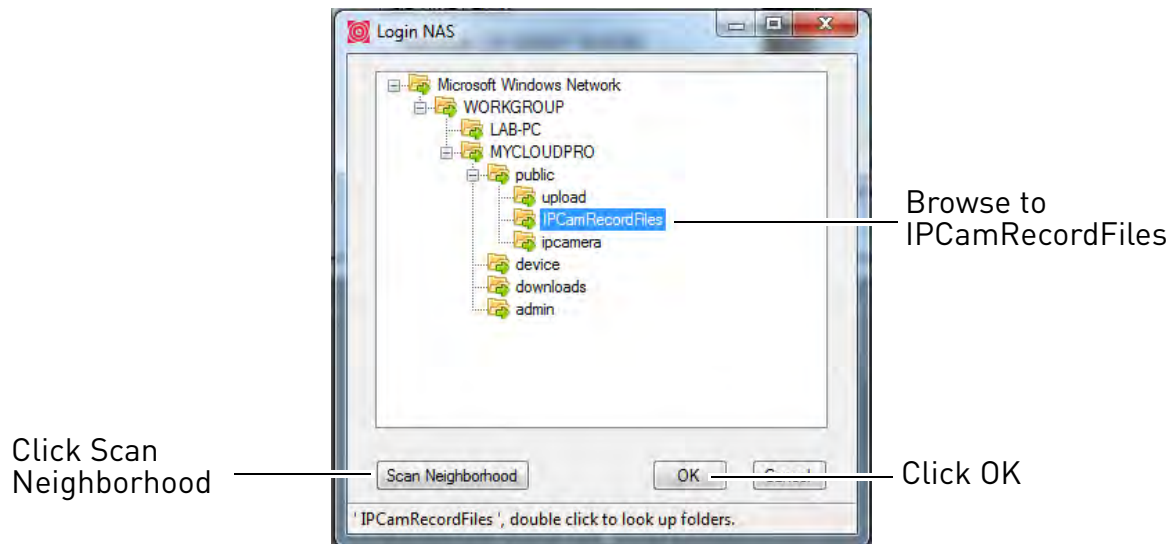 Login NAS
Microsoft Windows Network
WORKGROUP
LAB-PC
MYCLOUDPRO
public
upload
IPCamRecordFiles
ipcamera
device
downloads
admin
Browse to
IPCamRecordFiles
Click Scan
Neighborhood
Scan Neighborhood
OK
Cancel
Click OK
' IPCamRecordFiles ', double click to look up folders.